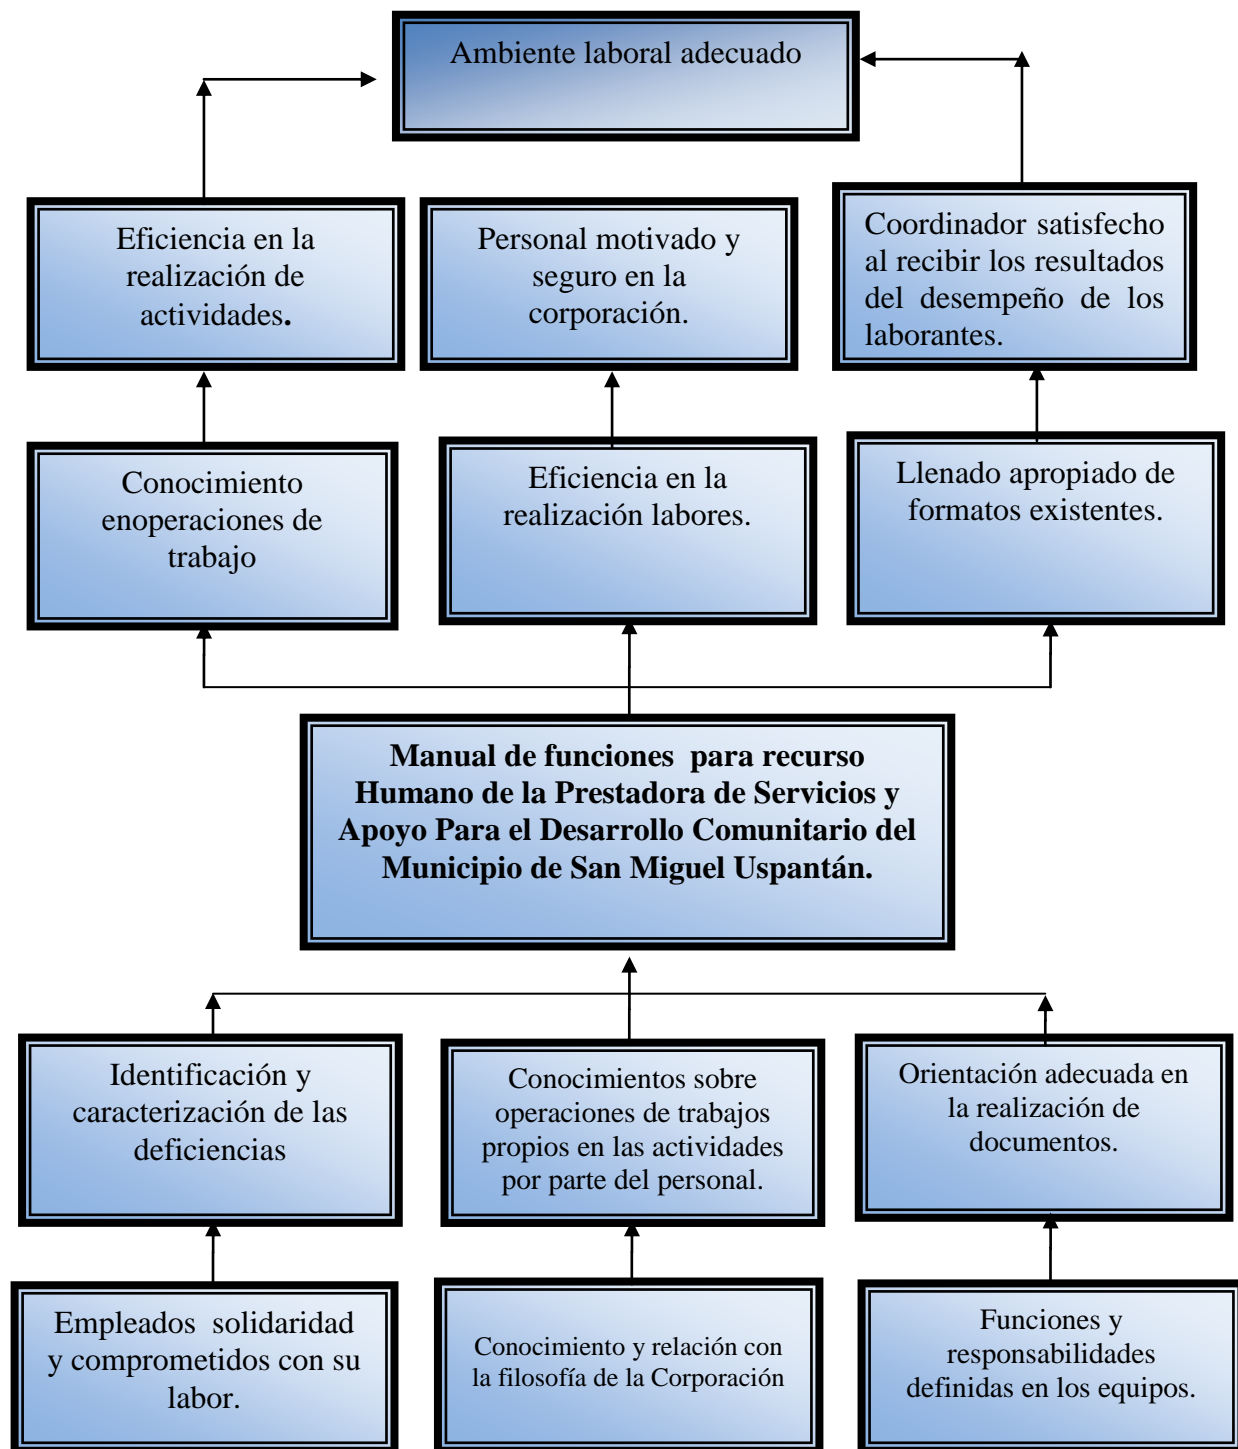 Ambiente laboral adecuado
Eficiencia en la
realización de
actividades.
Personal motivado y
seguro en la
corporación.
Coordinador satisfecho
al recibir los resultados
del desempeño de los
laborantes.
Conocimiento
enoperaciones de
trabajo
Eficiencia en la
realización labores.
Llenado apropiado de
formatos existentes.
Manual de funciones para recurso
Humano de la Prestadora de Servicios y
Apoyo Para el Desarrollo Comunitario del
Municipio de San Miguel Uspantán.
Identificación y
caracterización de las
deficiencias
Conocimientos sobre
operaciones de trabajos
propios en las actividades
por parte del personal.
Orientación adecuada en
la realización de
documentos.
Empleados solidaridad
y comprometidos con su
labor.
Conocimiento y relación con
la filosofía de la Corporación
Funciones y
responsabilidades
definidas en los equipos.